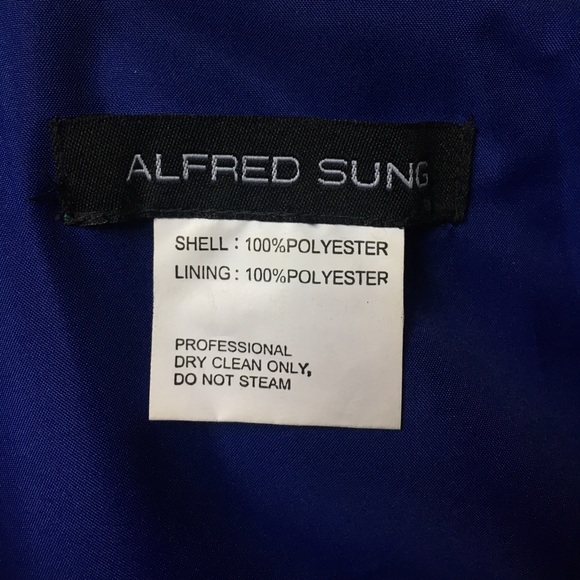 ALFRED SUNG
SHELL : 100%POLYESTER
LINING : 100%POLYESTER
PROFESSIONAL
DRY CLEAN ONLY,
DO NOT STEAM